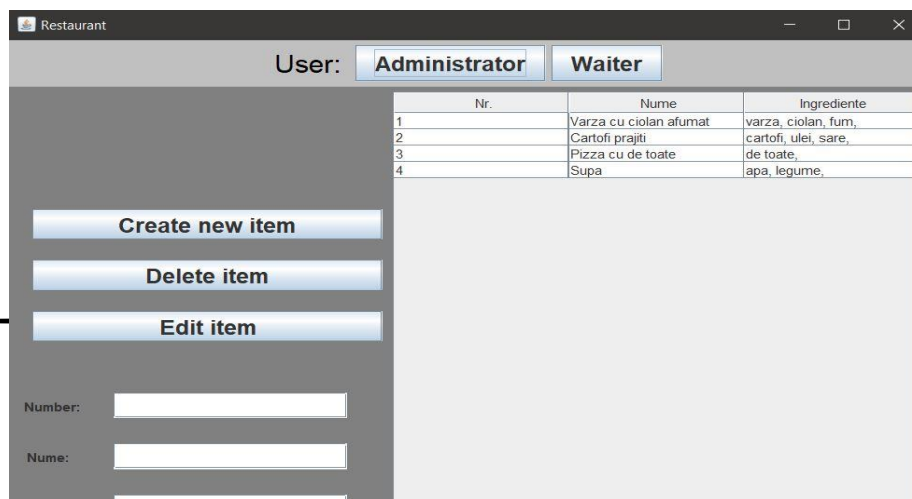 Restaurant
User: Administrator Waiter
Nr. Nume Ingrediente
1 Varza cu ciolan afumat varza, ciolan, fum,
2 Cartofi prajiti cartofi, ulei, sare,
3 Pizza cu de toate de toate,
4 Supa apa, legume,
Create new item
Delete item
Edit item
Number:
Nume: